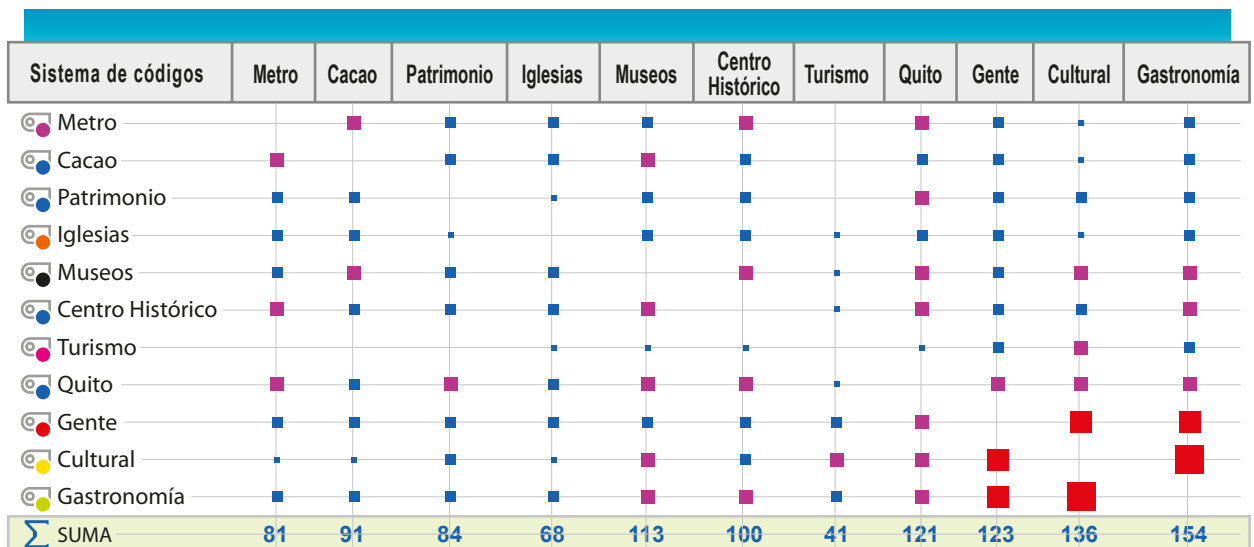 Sistema de códigos Metro Cacao Patrimonio Iglesias Museos Centro Histórico Turismo Quito Gente Cultural Gastronomía
Metro
Cacao
Patrimonio
Iglesias
Museos
Centro Histórico
Turismo
Quito
Gente
Cultural
Gastronomía
∑ SUMA 81 91 84 68 113 100 41 121 123 136 154